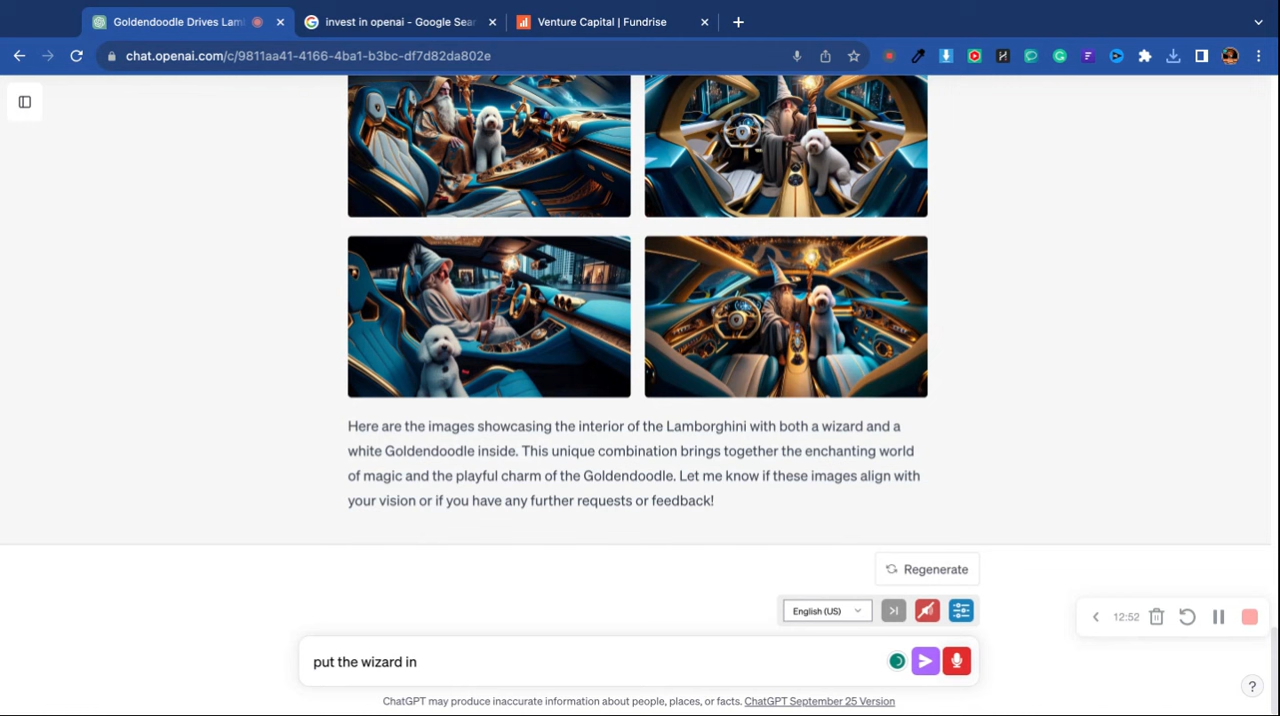 Goldendoodle Drives Lam
invest in openai - Google Sear
Venture Capital | Fundrise
chat.openai.com/c/9811aa41-4166-4ba1-b3bc-df7d82da802e
Here are the images showcasing the interior of the Lamborghini with both a wizard and a
white Goldendoodle inside. This unique combination brings together the enchanting world
of magic and the playful charm of the Goldendoodle. Let me know if these images align with
your vision or if you have any further requests or feedback!
Regenerate
English (US)
12:52
put the wizard in
ChatGPT may produce inaccurate information about people, places, or facts. ChatGPT September 25 Version
?